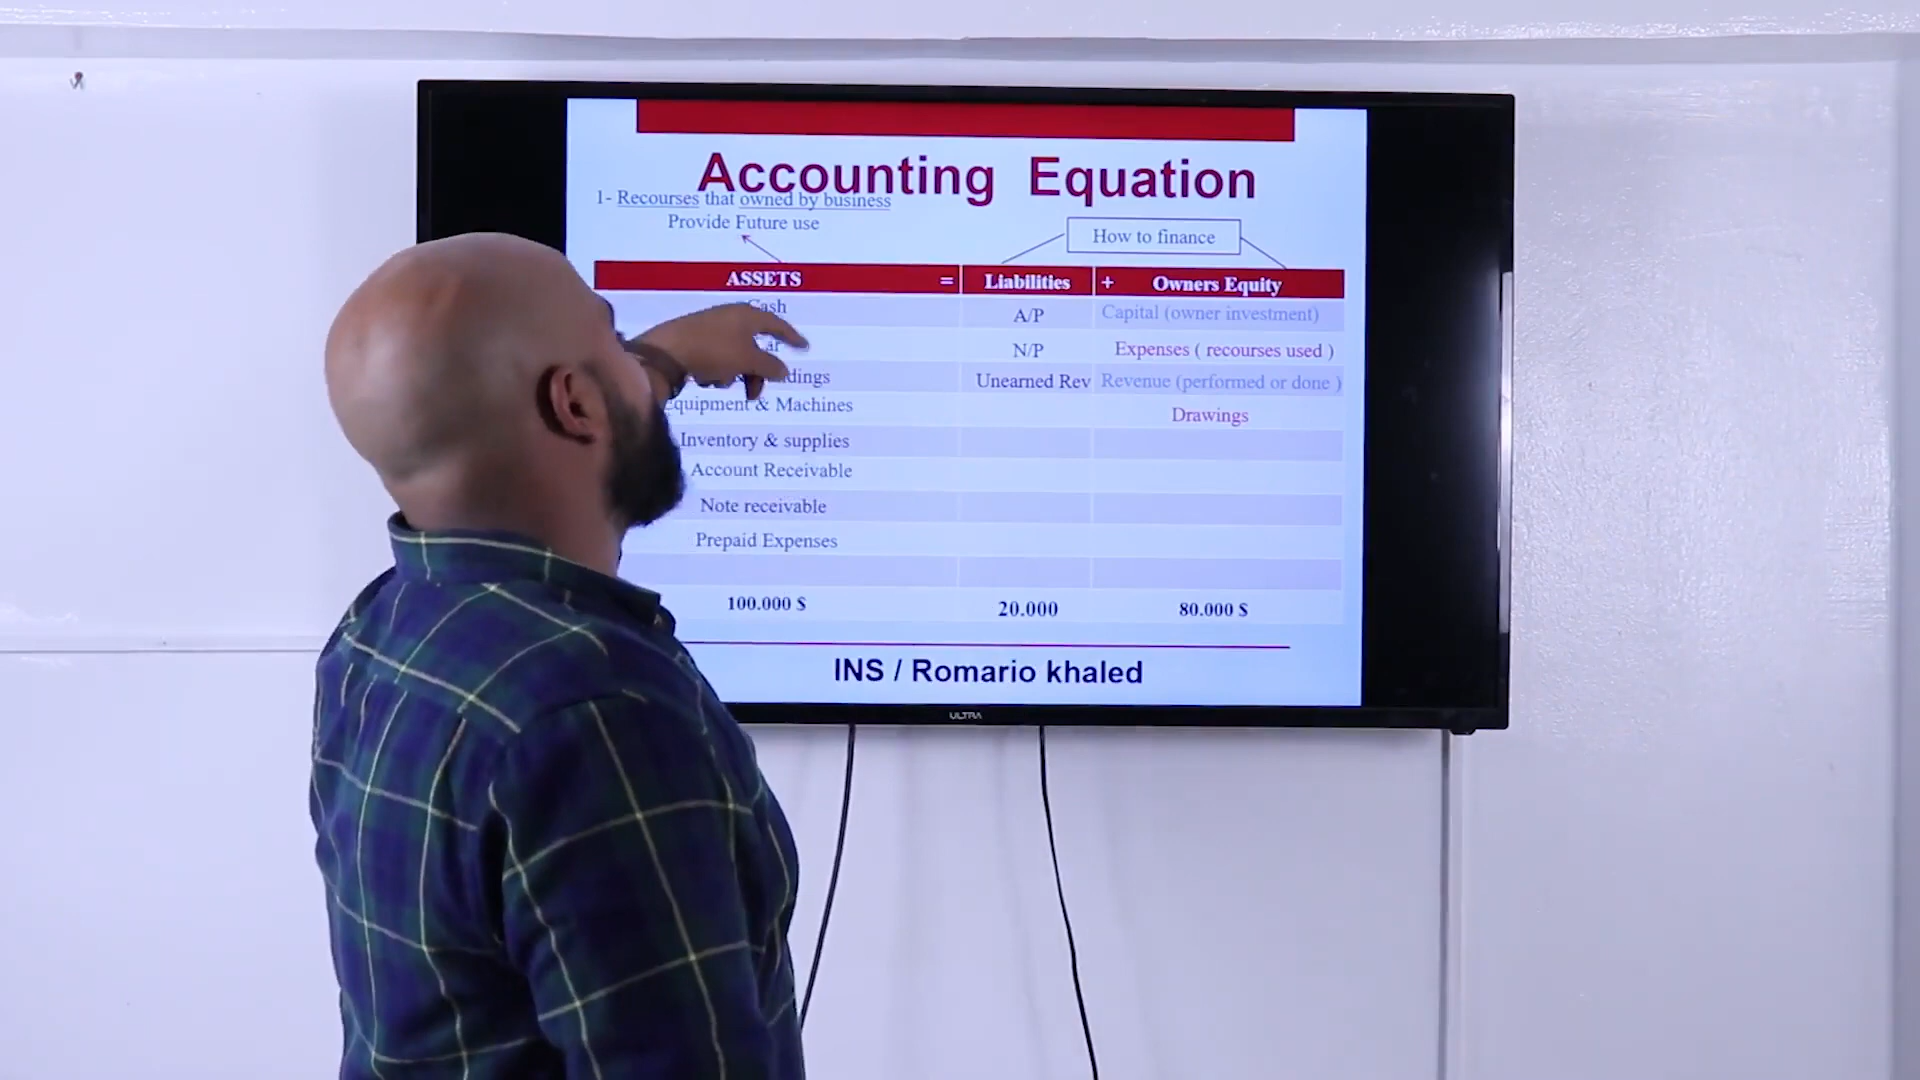 Accounting Equation
1- Recourses that owned by business
Provide Future use
How to finance
ASSETS = Liabilities + Owners Equity
Cash A/P Capital (owner investment)
N/P Expenses ( recourses used )
Unearned Rev Revenue (performed or done )
Equipment & Machines Drawings
Inventory & supplies
Account Receivable
Note receivable
Prepaid Expenses
100.000 $ 20.000 80.000 $
INS / Romario khaled
ULTRA